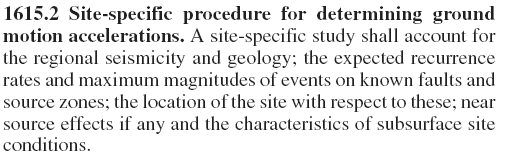 1615.2 Site-specific procedure for determining ground
motion accelerations. A site-specific study shall account for
the regional seismicity and geology; the expected recurrence
rates and maximum magnitudes of events on known faults and
source zones; the location of the site with respect to these; near
source effects if any and the characteristics of subsurface site
conditions.